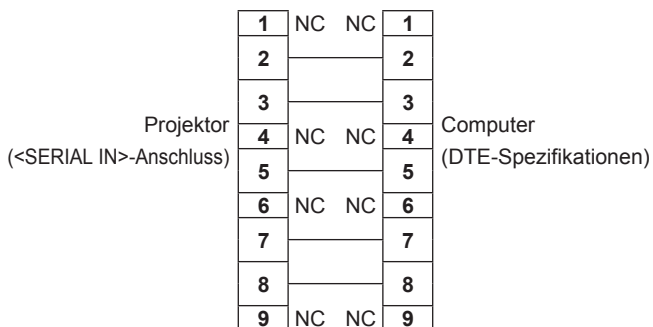 1 NC NC 1
2 2
3 3
Projektor
(<SERIAL IN>-Anschluss)
4 NC NC 4
Computer
(DTE-Spezifikationen)
5 5
6 NC NC 6
7 7
8 8
9 NC NC 9